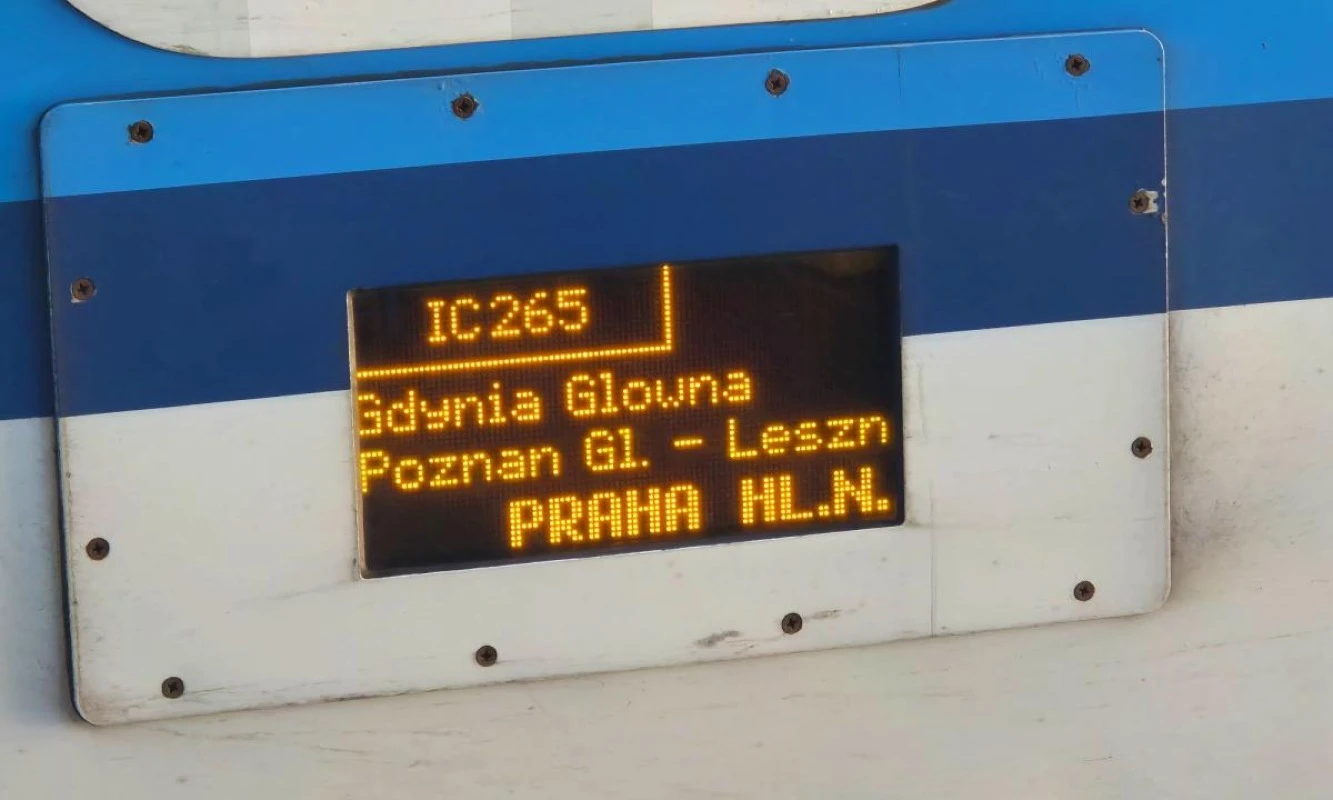 IC265
Gdynia Glowna
Poznan Gl. - Leszn
PRAHA HL.N.